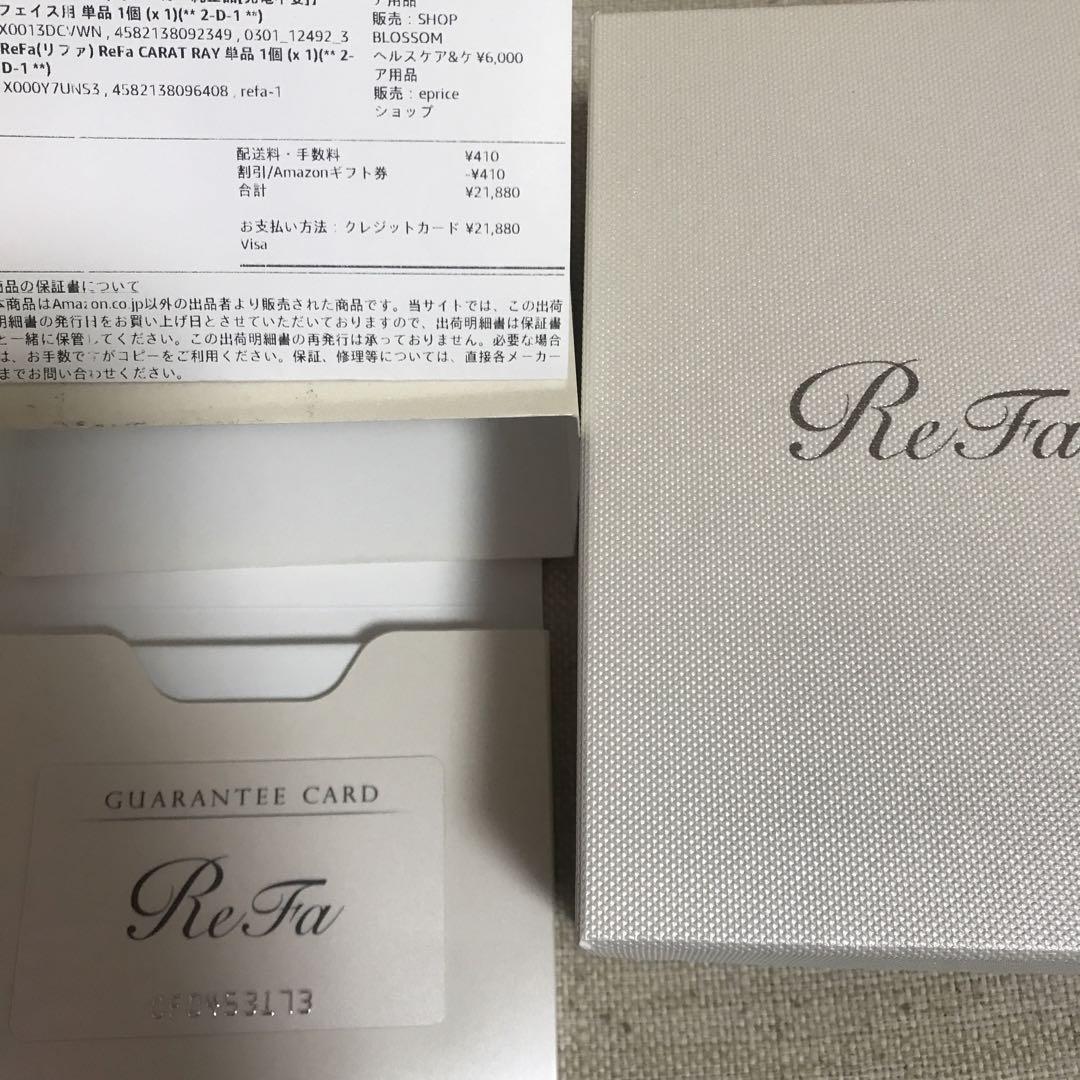 フェイス用 単品 1個 (x 1)(** 2-D-1 **)
X0013DCVWN , 4582138092349 , 0301_12492_3
ReFa(リファ) ReFa CARAT RAY 単品 1個 (x 1)(** 2-
D-1 **)
X000Y7UNS3 , 4582138096408 , refa-1
ア用品
販売 : SHOP
BLOSSOM
ヘルスケア&ケ ¥6,000
ア用品
販売 : eprice
ショップ
配送料・手数料 ¥410
割引/Amazonギフト券 -¥410
合計 ¥21,880
お支払い方法 : クレジットカード ¥21,880
Visa
商品の保証書について
本商品はAmazon.co.jp以外の出品者より販売された商品です。当サイトでは、この出荷
明細書の発行日をお買い上げ日とさせていただいておりますので、出荷明細書は保証書
と一緒に保管してください。この出荷明細書の再発行は承っておりません。必要な場合
は、お手数ですがコピーをご利用ください。保証、修理等については、直接各メーカー
までお問い合わせください。
ReFa
GUARANTEE CARD
ReFa